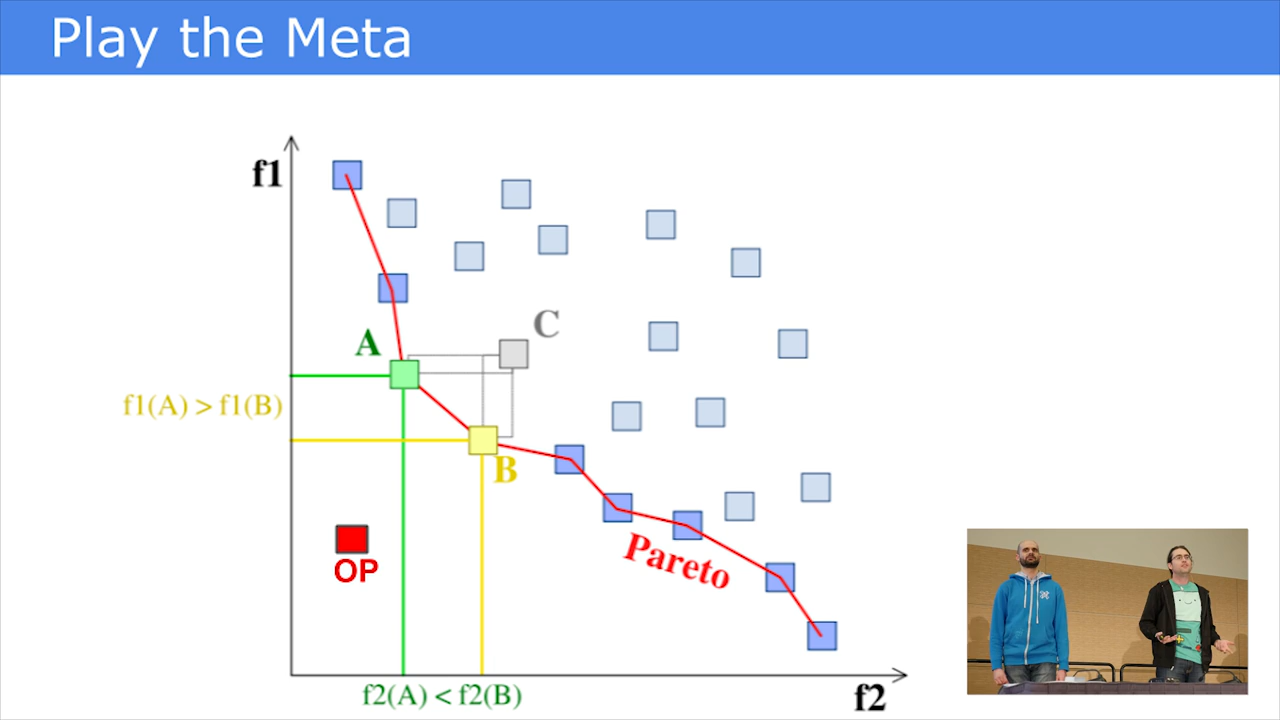 Play the Meta
f1
C
A
f1(A) > f1(B)
B
OP
Pareto
f2(A) < f2(B)
f2